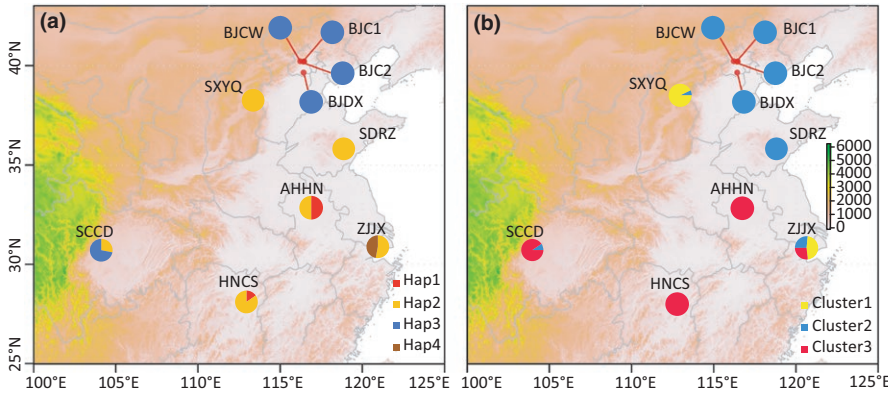 (a)
BJCW
BJC1
BJC2
BJDX
SXYQ
SDRZ
AHHN
SCCD
ZJJX
HNCS
Hap1
Hap2
Hap3
Hap4
40°N
35°N
30°N
25°N
100°E
105°E
110°E
115°E
120°E
125°E
(b)
BJCW
BJC1
BJC2
BJDX
SXYQ
SDRZ
AHHN
SCCD
ZJJX
HNCS
6000
5000
4000
3000
2000
1000
0
Cluster1
Cluster2
Cluster3
100°E
105°E
110°E
115°E
120°E
125°E